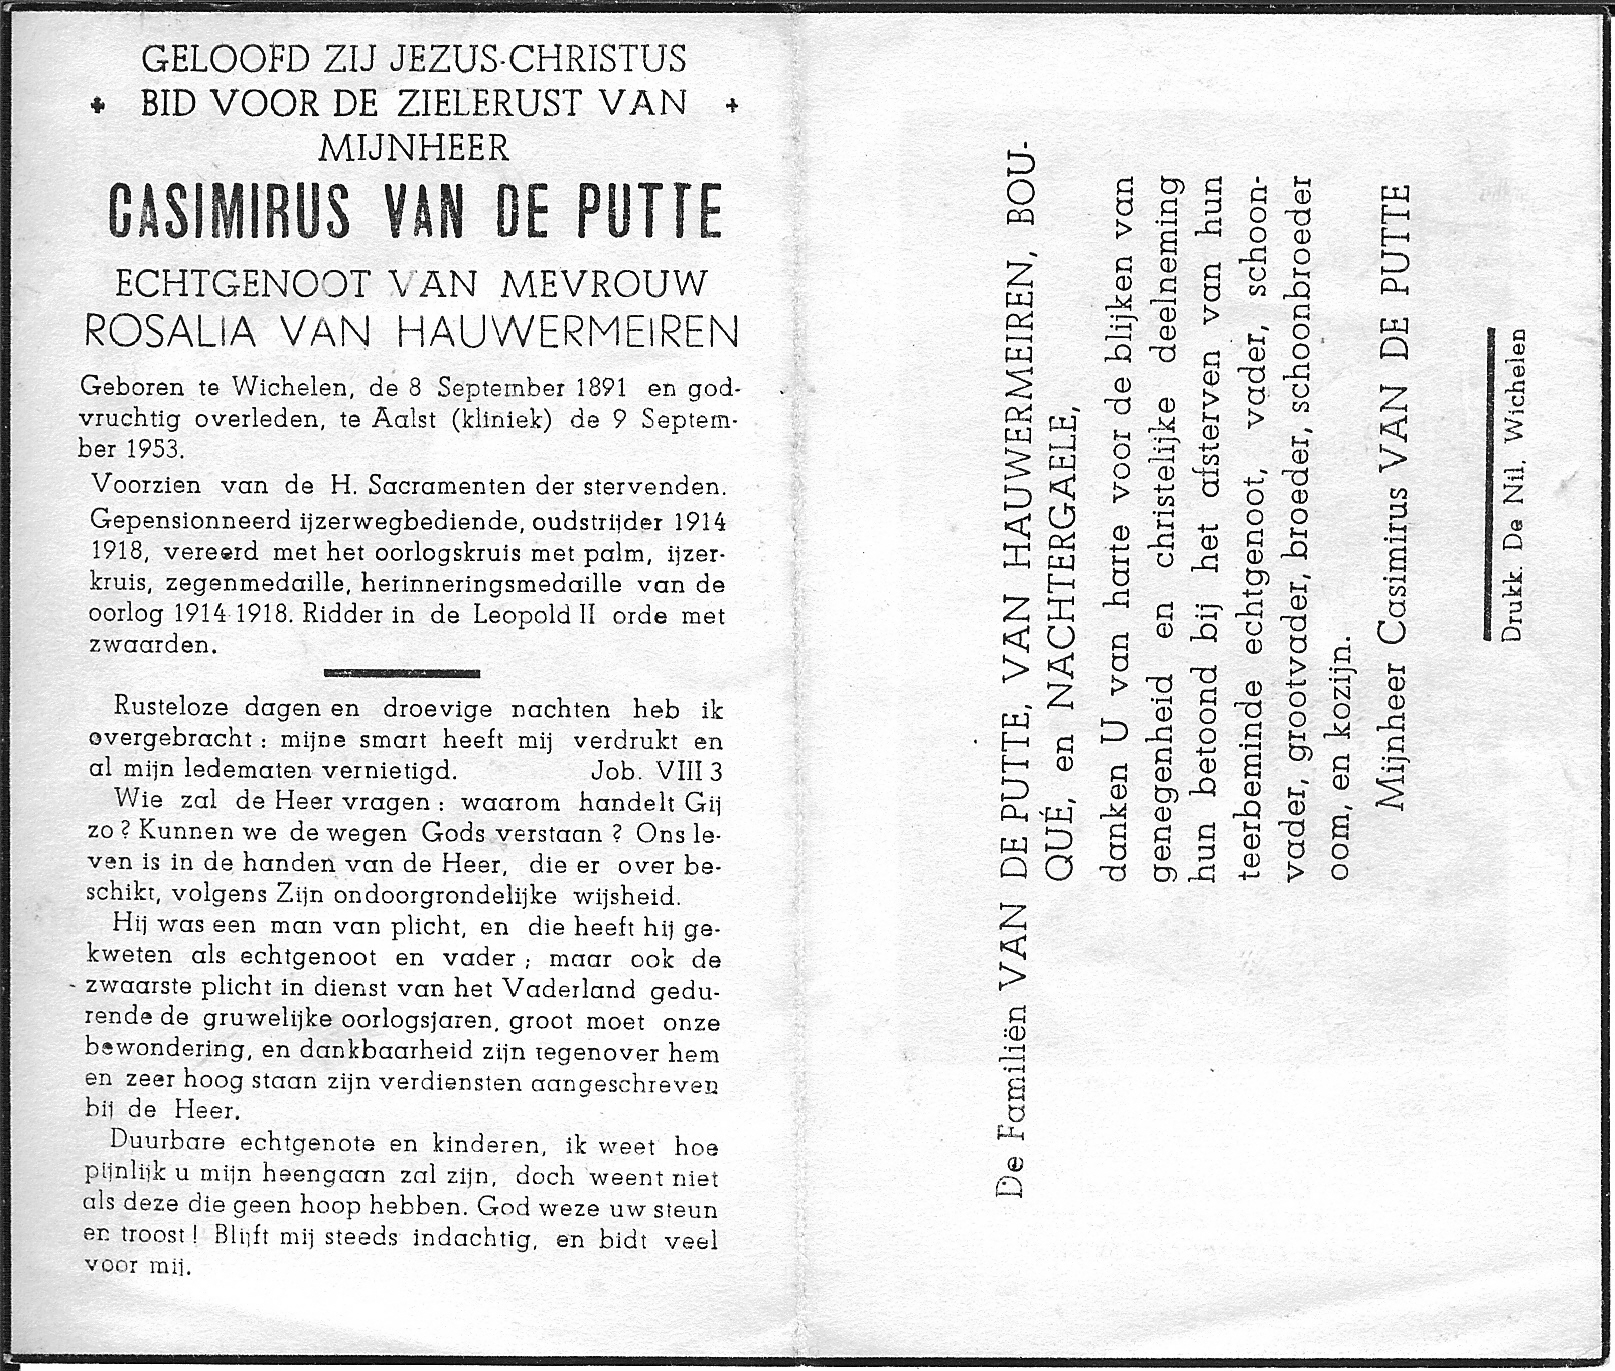 GELOOFD ZIJ JEZUS-CHRISTUS
BID VOOR DE ZIELERUST VAN
MIJNHEER
CASIMIRUS VAN DE PUTTE
ECHTGENOOT VAN MEVROUW
ROSALIA VAN HAUWERMEIREN
Geboren te Wichelen, de 8 September 1891 en god-
vruchtig overleden, te Aalst (kliniek) de 9 Septem-
ber 1953.
Voorzien van de H. Sacramenten der stervenden.
Gepensionneerd ijzerwegbediende, oudstrijder 1914
1918, vereerd met het oorlogskruis met palm, ijzer-
kruis, zegenmedaille, herinneringsmedaille van de
oorlog 1914-1918. Ridder in de Leopold II orde met
zwaarden.
Rusteloze dagen en droevige nachten heb ik
overgebracht : mijne smart heeft mij verdrukt en
al mijn ledematen vernietigd. Job. VIII 3
Wie zal de Heer vragen : waarom handelt Gij
zo ? Kunnen we de wegen Gods verstaan ? Ons le-
ven is in de handen van de Heer, die er over be-
schikt, volgens Zijn ondoorgrondelijke wijsheid.
Hij was een man van plicht, en die heeft hij ge-
kweten als echtgenoot en vader ; maar ook de
zwaarste plicht in dienst van het Vaderland gedu-
rende de gruwelijke oorlogsjaren, groot moet onze
bewondering, en dankbaarheid zijn tegenover hem
en zeer hoog staan zijn verdiensten aangeschreven
bij de Heer.
Duurbare echtgenote en kinderen, ik weet hoe
pijnlijk u mijn heengaan zal zijn, doch weent niet
als deze die geen hoop hebben. God weze uw steun
en troost ! Blijft mij steeds indachtig, en bidt veel
voor mij.
De Familiën VAN DE PUTTE, VAN HAUWERMEIREN, BOU-
QUÉ, en NACHTERGAELE,
danken U van harte voor de blijken van
genegenheid en christelijke deelneming
hun betoond bij het afsterven van hun
teerbeminde echtgenoot, vader, schoon-
vader, grootvader, broeder, schoonbroeder
oom, en kozijn.
Mijnheer Casimirus VAN DE PUTTE
Drukk. De Nil, Wichelen